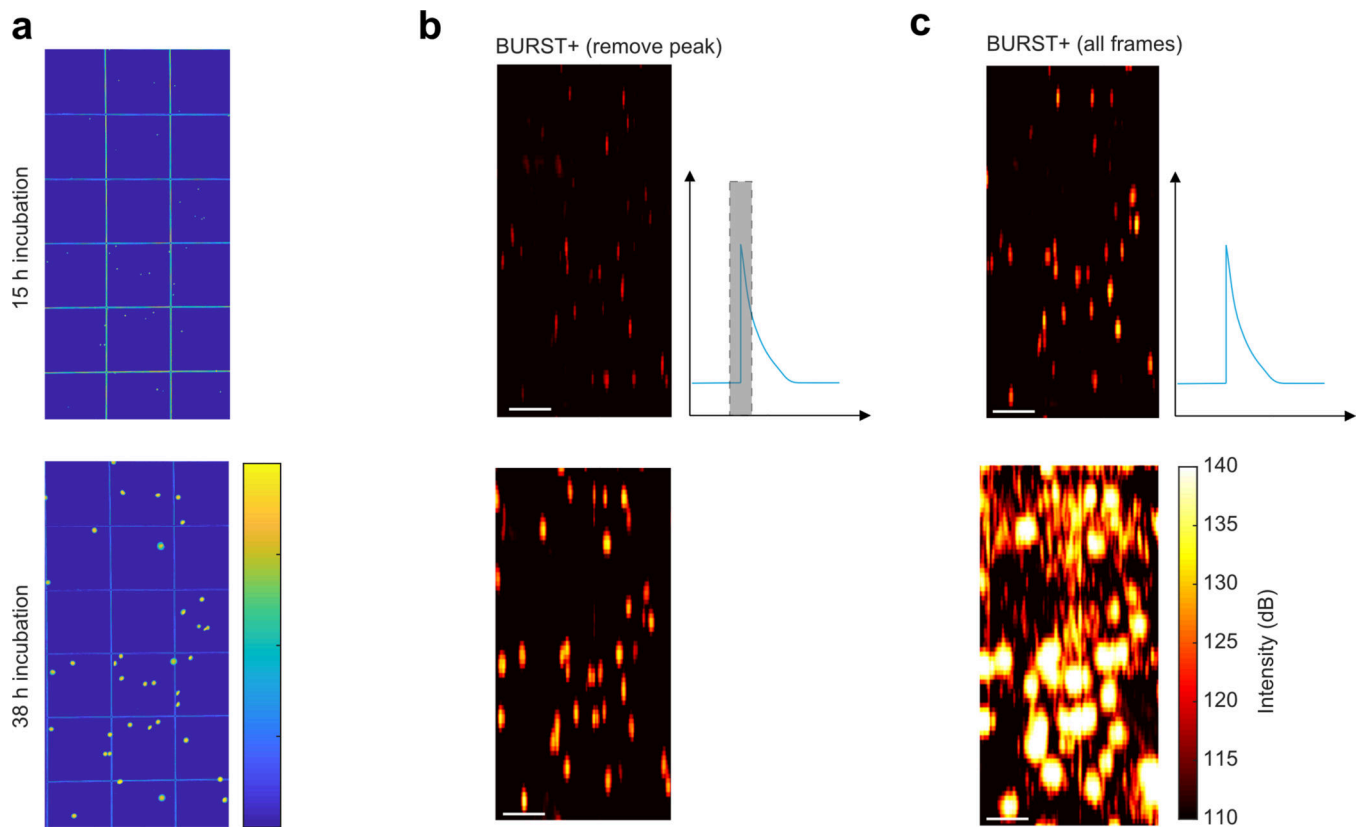 a
b
c
BURST+ (remove peak)
BURST+ (all frames)
15 h incubation
38 h incubation
140
135
130
125
120
115
110
Intensity (dB)